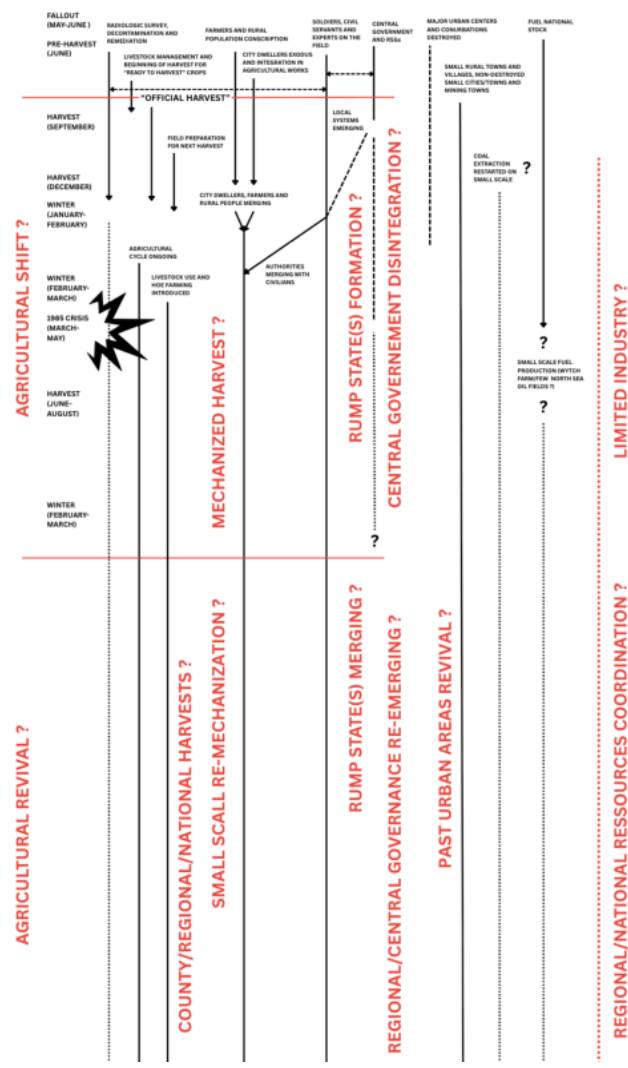 FALLOUT
(MAY-JUNE )
PRE-HARVEST
(JUNE)
RADIOLOGIC SURVEY,
DECONTAMINATION AND
REMEDIATION
LIVESTOCK MANAGEMENT AND
BEGINNING OF HARVEST FOR
"READY TO HARVEST" CROPS
FARMERS AND RURAL
POPULATION CONSCRIPTION
CITY DWELLERS EXODUS
AND INTEGRATION IN
AGRICULTURAL WORKS
SOLDIERS, CIVIL
SERVANTS AND
EXPERTS ON THE
FIELD
CENTRAL
GOVERNMENT
AND RSGs
MAJOR URBAN CENTERS
AND CONURBATIONS
DESTROYED
FUEL NATIONAL
STOCK
SMALL RURAL TOWNS AND
VILLAGES, NON-DESTROYED
SMALL CITIES/TOWNS AND
MINING TOWNS
"OFFICIAL HARVEST"
HARVEST
(SEPTEMBER)
LOCAL
SYSTEMS
EMERGING
FIELD PREPARATION
FOR NEXT HARVEST
COAL
EXTRACTION
RESTARTED ON
SMALL SCALE
?
HARVEST
(DECEMBER)
WINTER
(JANUARY-
FEBRUARY)
CITY DWELLERS, FARMERS AND
RURAL PEOPLE MERGING
AGRICULTURAL
CYCLE ONGOING
WINTER
(FEBRUARY-
MARCH)
LIVESTOCK USE AND
HOE FARMING
INTRODUCED
AUTHORITIES
MERGING WITH
CIVILIANS
1985 CRISIS
(MARCH-
MAY)
?
SMALL SCALE FUEL
PRODUCTION (WYTCH
FARM/FEW NORTH SEA
OIL FIELDS ?)
?
HARVEST
(JUNE-
AUGUST)
WINTER
(FEBRUARY-
MARCH)
?
AGRICULTURAL SHIFT ?
MECHANIZED HARVEST ?
RUMP STATE(S) FORMATION ?
CENTRAL GOVERNEMENT DISINTEGRATION ?
LIMITED INDUSTRY ?
AGRICULTURAL REVIVAL ?
COUNTY/REGIONAL/NATIONAL HARVESTS ?
SMALL SCALL RE-MECHANIZATION ?
RUMP STATE(S) MERGING ?
REGIONAL/CENTRAL GOVERNANCE RE-EMERGING ?
PAST URBAN AREAS REVIVAL ?
REGIONAL/NATIONAL RESSOURCES COORDINATION ?